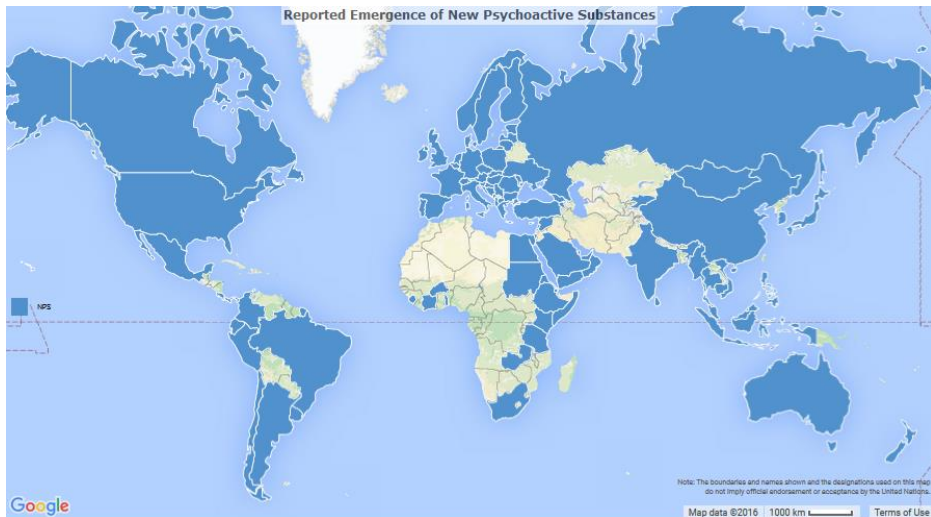 Reported Emergence of New Psychoactive Substances
NPS
Note: The boundaries and names shown and the designations used on this map
do not imply official endorsement or acceptance by the United Nations.
Google
Map data ©2016 1000 km Terms of Use